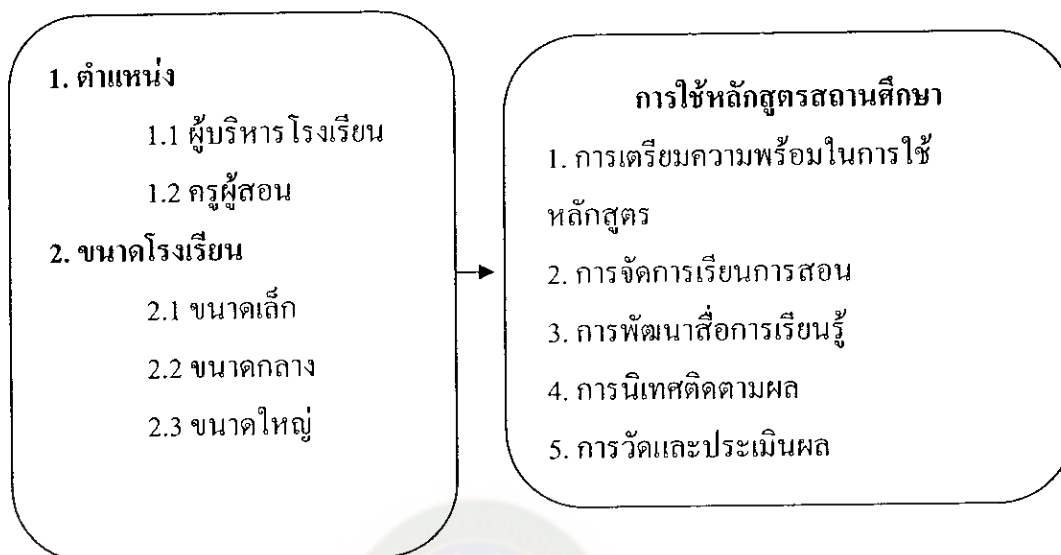 1. ตำแหน่ง
1.1 ผู้บริหารโรงเรียน
1.2 ครูผู้สอน
2. ขนาดโรงเรียน
2.1 ขนาดเล็ก
2.2 ขนาดกลาง
2.3 ขนาดใหญ่
การใช้หลักสูตรสถานศึกษา
1. การเตรียมความพร้อมในการใช้
หลักสูตร
2. การจัดการเรียนการสอน
3. การพัฒนาสื่อการเรียนรู้
4. การนิเทศติดตามผล
5. การวัดและประเมินผล